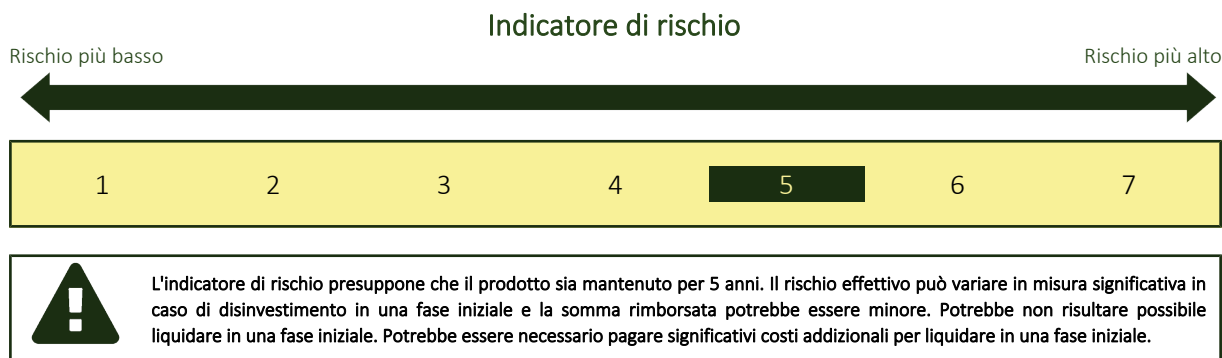 Indicatore di rischio
Rischio più basso
Rischio più alto
1 2 3 4 5 6 7
L'indicatore di rischio presuppone che il prodotto sia mantenuto per 5 anni. Il rischio effettivo può variare in misura significativa in
caso di disinvestimento in una fase iniziale e la somma rimborsata potrebbe essere minore. Potrebbe non risultare possibile
liquidare in una fase iniziale. Potrebbe essere necessario pagare significativi costi addizionali per liquidare in una fase iniziale.